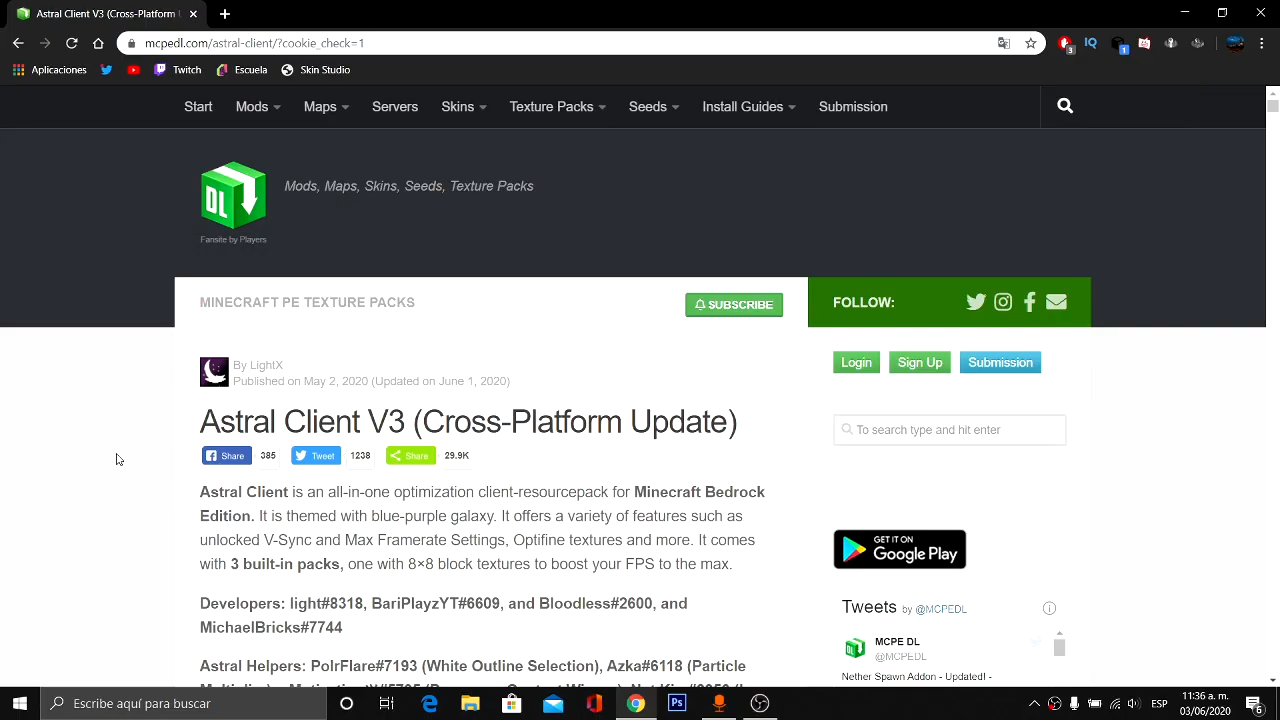 Astral Client V3 (Cross-Platform
mcpedl.com/astral-client/?cookie_check=1
3
IQ
1
Aplicaciones
Twitch
Escuela
Skin Studio
Start Mods Maps Servers Skins Texture Packs Seeds Install Guides Submission
DL
Mods, Maps, Skins, Seeds, Texture Packs
Fansite by Players
MINECRAFT PE TEXTURE PACKS
SUBSCRIBE
FOLLOW:
By LightX
Published on May 2, 2020 (Updated on June 1, 2020)
Login Sign Up Submission
Astral Client V3 (Cross-Platform Update)
To search type and hit enter
Share 385 Tweet 1238 Share 29.9K
Astral Client is an all-in-one optimization client-resourcepack for Minecraft Bedrock
Edition. It is themed with blue-purple galaxy. It offers a variety of features such as
unlocked V-Sync and Max Framerate Settings, Optifine textures and more. It comes
with 3 built-in packs, one with 8×8 block textures to boost your FPS to the max.
GET IT ON
Google Play
Developers: light#8318, BariPlayzYT#6609, and Bloodless#2600, and
MichaelBricks#7744
Tweets by @MCPEDL
Astral Helpers: PolrFlare#7193 (White Outline Selection), Azka#6118 (Particle
MCPE DL
@MCPEDL
Nether Spawn Addon - Updated! -
Escribe aquí para buscar
Ps
ESP
11:36 a. m.
03/06/2020
6